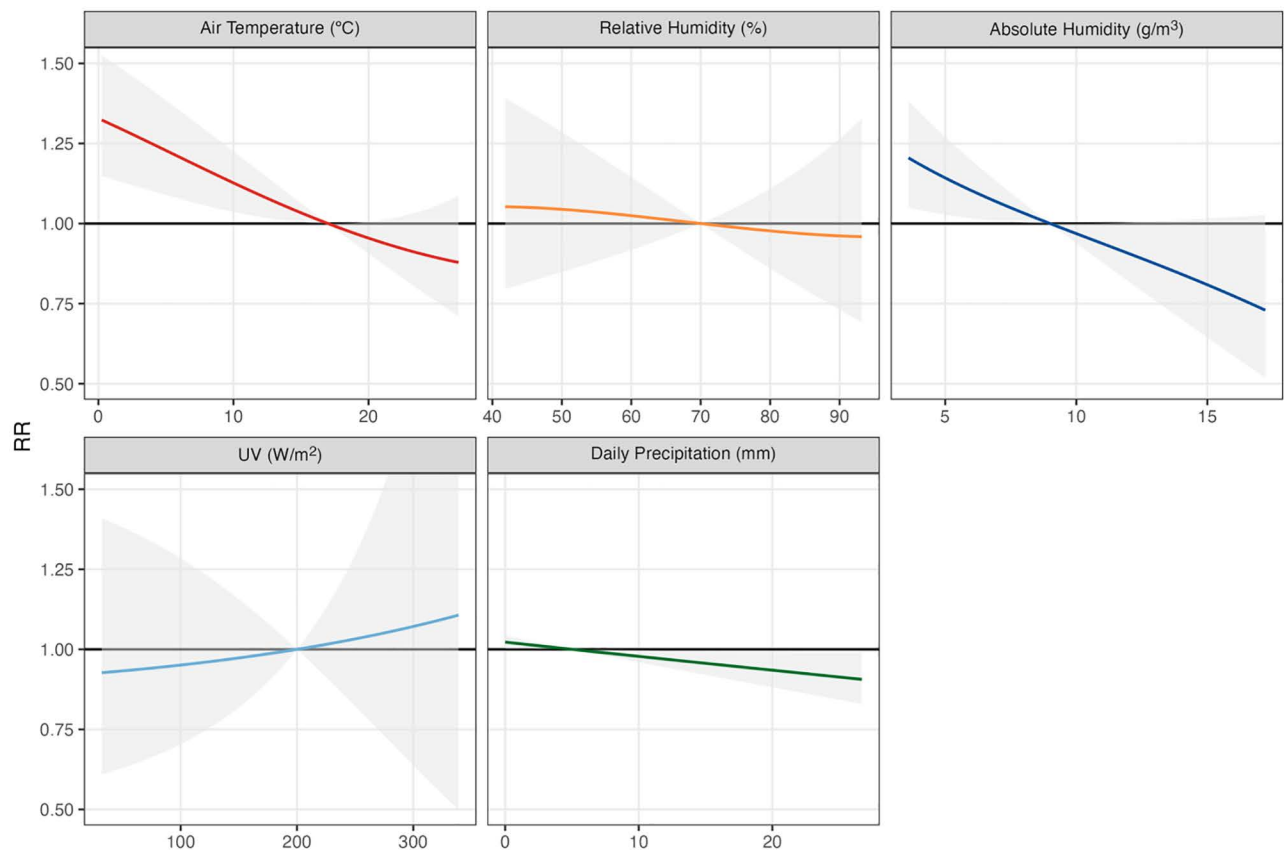 Air Temperature (°C)
Relative Humidity (%)
Absolute Humidity (g/m³)
1.50
1.25
1.00
0.75
0.50
0 10 20
40 50 60 70 80 90
5 10 15
RR
UV (W/m²)
Daily Precipitation (mm)
1.50
1.25
1.00
0.75
0.50
100 200 300
0 10 20